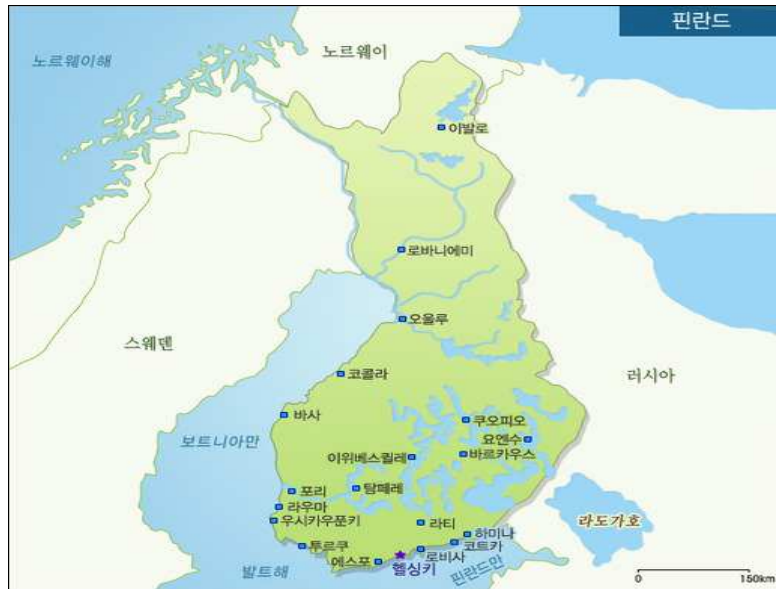 핀란드
노르웨이
노르웨이해
이발로
로바니에미
오울루
스웨덴
코콜라
러시아
바사
쿠오피오
요엔수
보트니아만
이위베스퀼레
바르카우스
탐페레
포리
라우마
우시카우푼키
라티
라도가호
하미나
투르쿠
코트카
로비사
에스포
헬싱키
발트해
핀란드만
0
150km